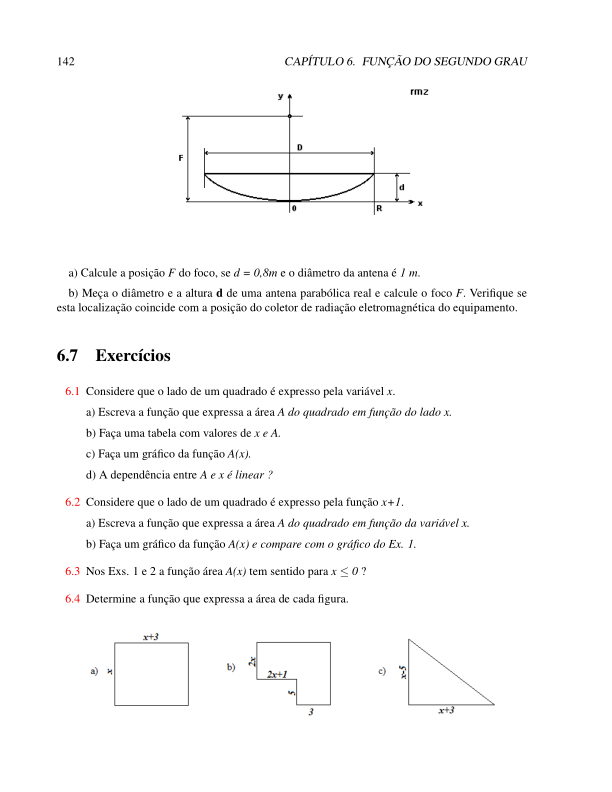 142
CAPÍTULO 6. FUNÇÃO DO SEGUNDO GRAU
rmz
y
D
F
d
x
0
R
a) Calcule a posição F do foco, se d = 0,8m e o diâmetro da antena é 1 m.
b) Meça o diâmetro e a altura d de uma antena parabólica real e calcule o foco F. Verifique se
esta localização coincide com a posição do coletor de radiação eletromagnética do equipamento.
6.7 Exercícios
6.1 Considere que o lado de um quadrado é expresso pela variável x.
a) Escreva a função que expressa a área A do quadrado em função do lado x.
b) Faça uma tabela com valores de x e A.
c) Faça um gráfico da função A(x).
d) A dependência entre A e x é linear ?
6.2 Considere que o lado de um quadrado é expresso pela função x+1.
a) Escreva a função que expressa a área A do quadrado em função da variável x.
b) Faça um gráfico da função A(x) e compare com o gráfico do Ex. 1.
6.3 Nos Exs. 1 e 2 a função área A(x) tem sentido para x ≤ 0 ?
6.4 Determine a função que expressa a área de cada figura.
x+3
a)
x
b)
2x
2x+1
5
3
c)
x-5
x+3